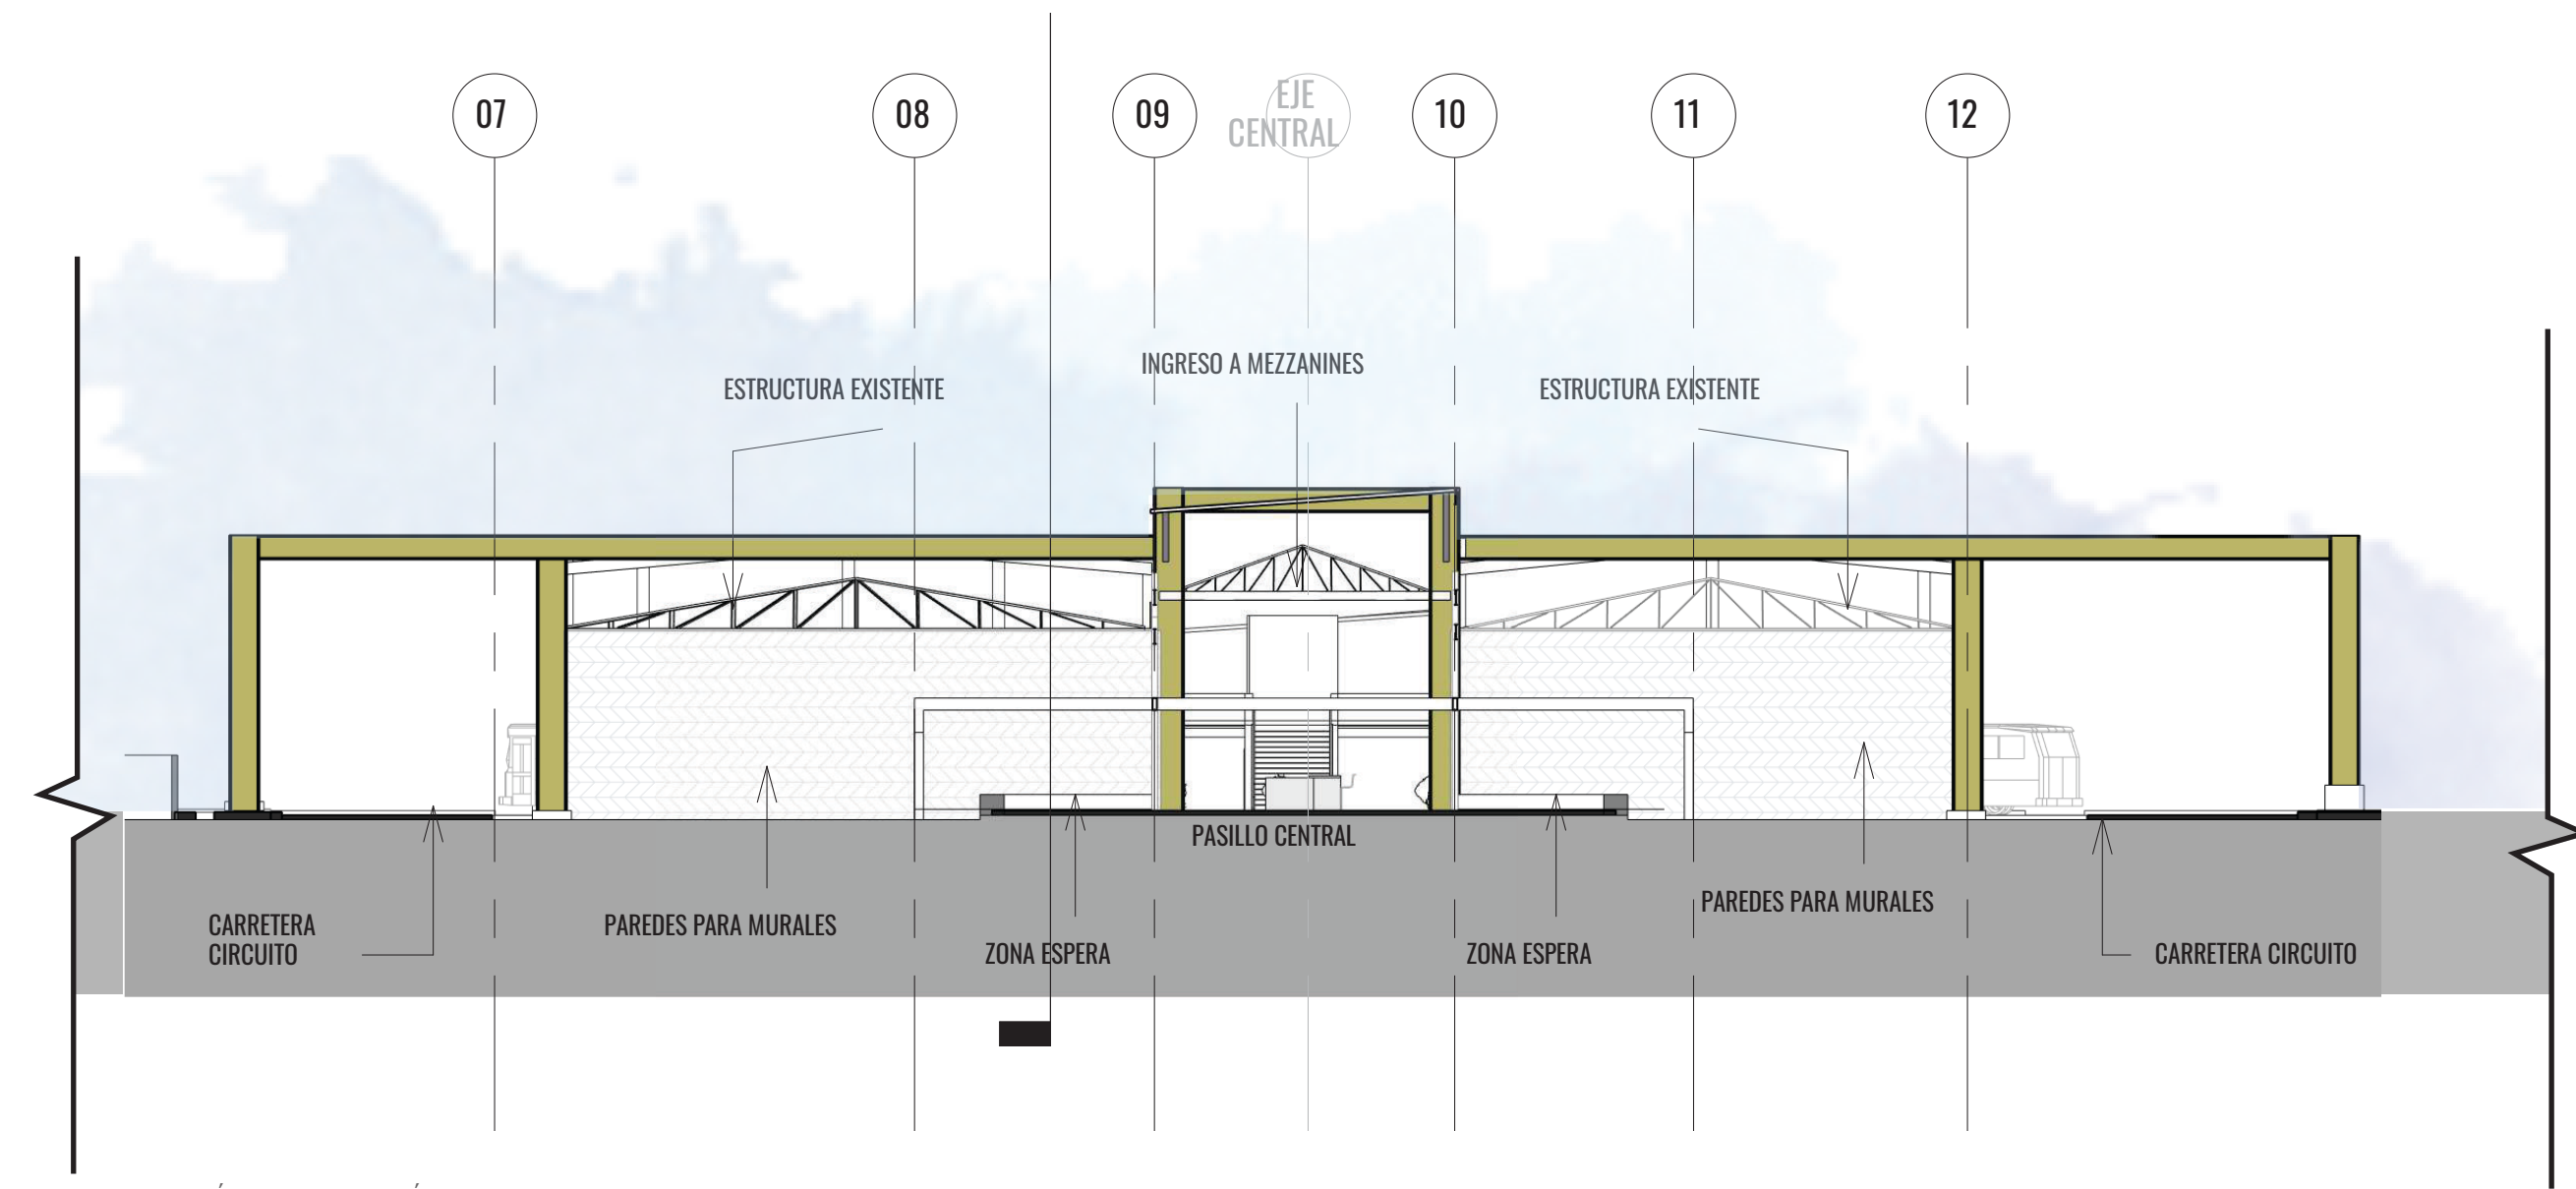 07
08
09
EJE
CENTRAL
10
11
12
INGRESO A MEZZANINES
ESTRUCTURA EXISTENTE
ESTRUCTURA EXISTENTE
PASILLO CENTRAL
PAREDES PARA MURALES
CARRETERA
CIRCUITO
PAREDES PARA MURALES
ZONA ESPERA
ZONA ESPERA
CARRETERA CIRCUITO